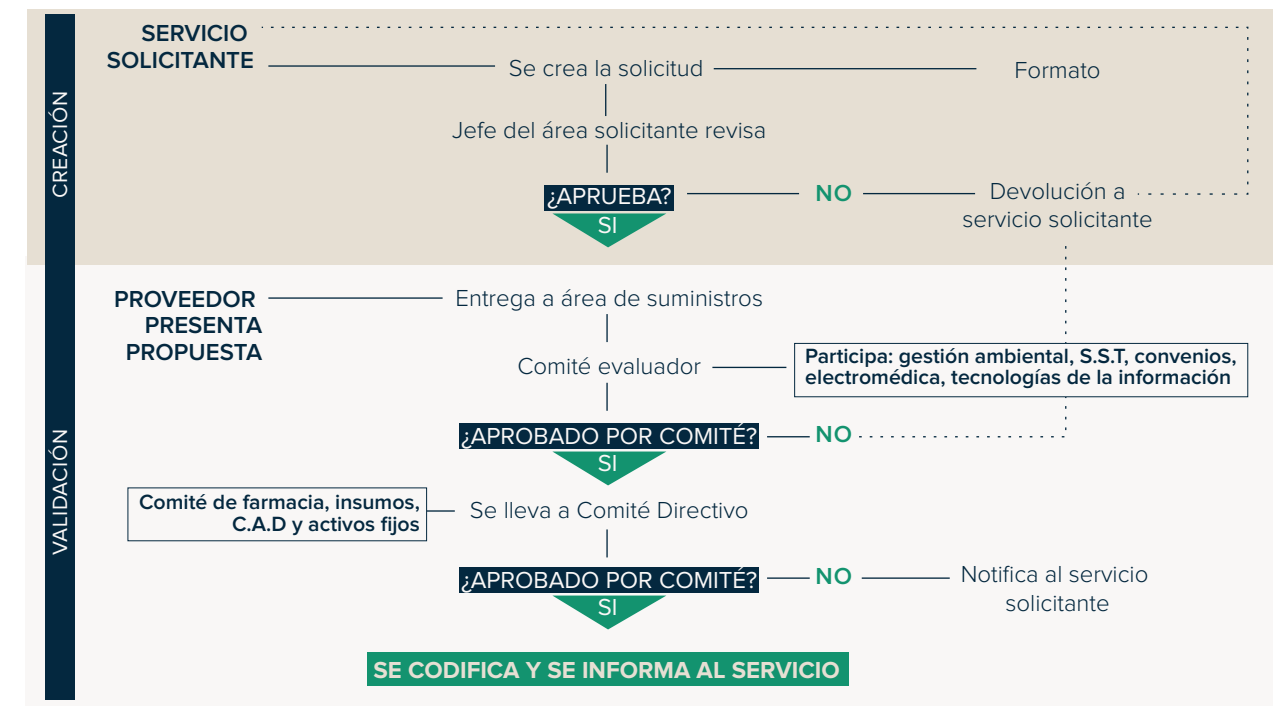 CREACIÓN
SERVICIO
SOLICITANTE
Se crea la solicitud
Formato
Jefe del área solicitante revisa
¿APRUEBA?
NO
Devolución a
servicio solicitante
SI
VALIDACIÓN
PROVEEDOR
PRESENTA
PROPUESTA
Entrega a área de suministros
Comité evaluador
Participa: gestión ambiental, S.S.T, convenios,
electromédica, tecnologías de la información
¿APROBADO POR COMITÉ?
NO
SI
Comité de farmacia, insumos,
C.A.D y activos fijos
Se lleva a Comité Directivo
¿APROBADO POR COMITÉ?
NO
Notifica al servicio
solicitante
SI
SE CODIFICA Y SE INFORMA AL SERVICIO